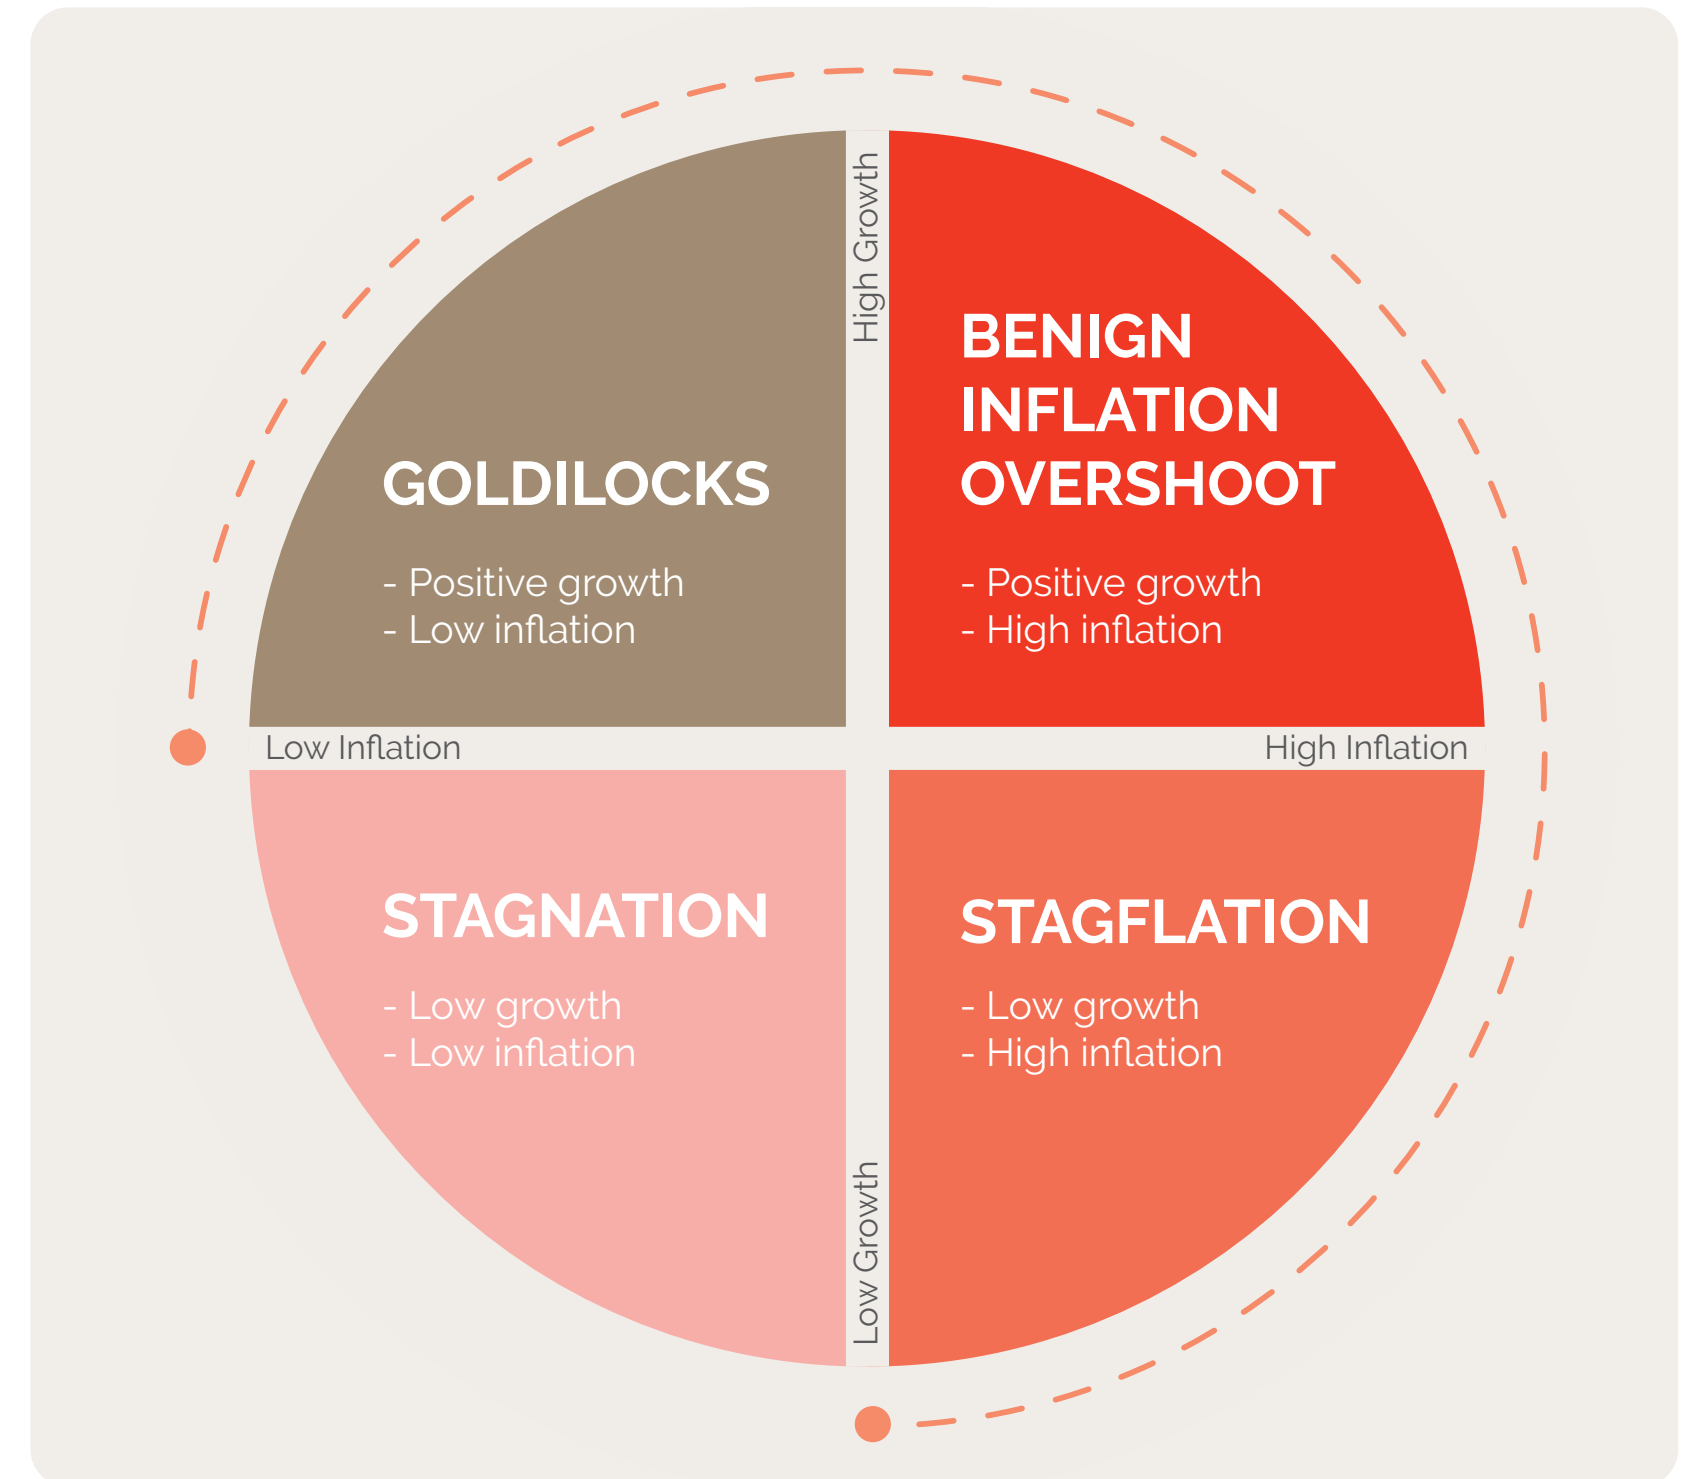 High Growth
GOLDILOCKS
- Positive growth
- Low inflation
BENIGN
INFLATION
OVERSHOOT
- Positive growth
- High inflation
Low Inflation
High Inflation
STAGNATION
- Low growth
- Low inflation
STAGFLATION
- Low growth
- High inflation
Low Growth